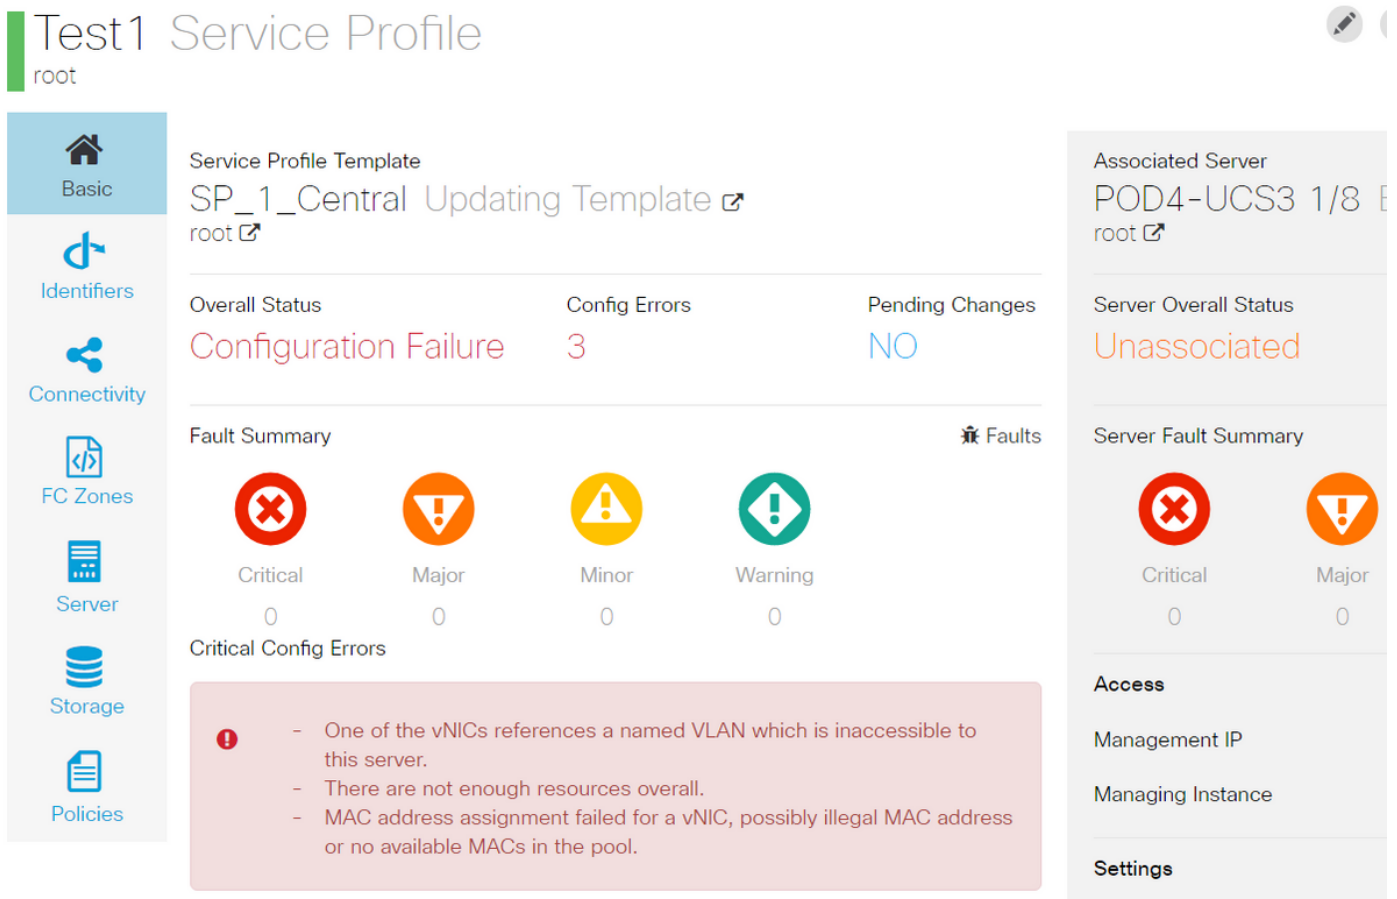 Test1 Service Profile
root
Basic
Identifiers
Connectivity
FC Zones
Server
Storage
Policies
Service Profile Template
SP_1_Central Updating Template
root
Overall Status
Config Errors
Pending Changes
Configuration Failure
3
NO
Fault Summary
Faults
Critical
Major
Minor
Warning
0
0
0
0
Critical Config Errors
- One of the vNICs references a named VLAN which is inaccessible to
this server.
- There are not enough resources overall.
- MAC address assignment failed for a vNIC, possibly illegal MAC address
or no available MACs in the pool.
Associated Server
POD4-UCS3 1/8
root
Server Overall Status
Unassociated
Server Fault Summary
Critical
Major
0
0
Access
Management IP
Managing Instance
Settings